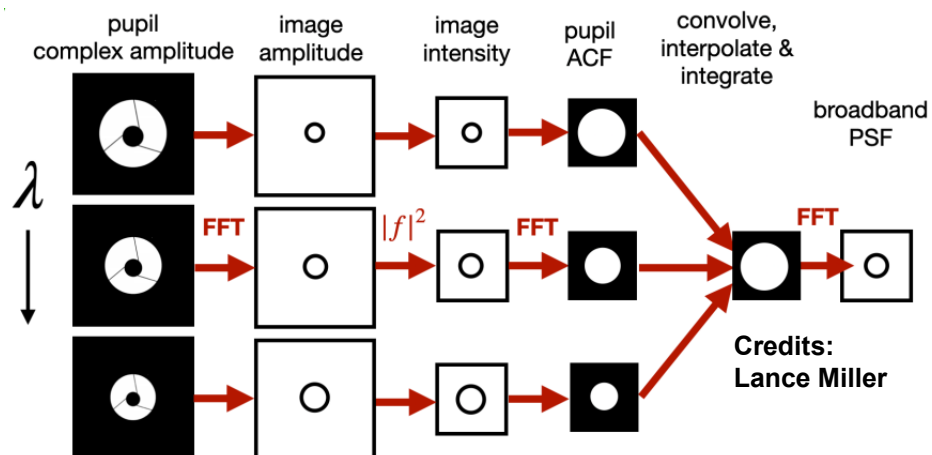 pupil
complex amplitude
image
amplitude
image
intensity
pupil
ACF
convolve,
interpolate &
integrate
broadband
PSF
λ
FFT
|f|²
FFT
FFT
Credits:
Lance Miller